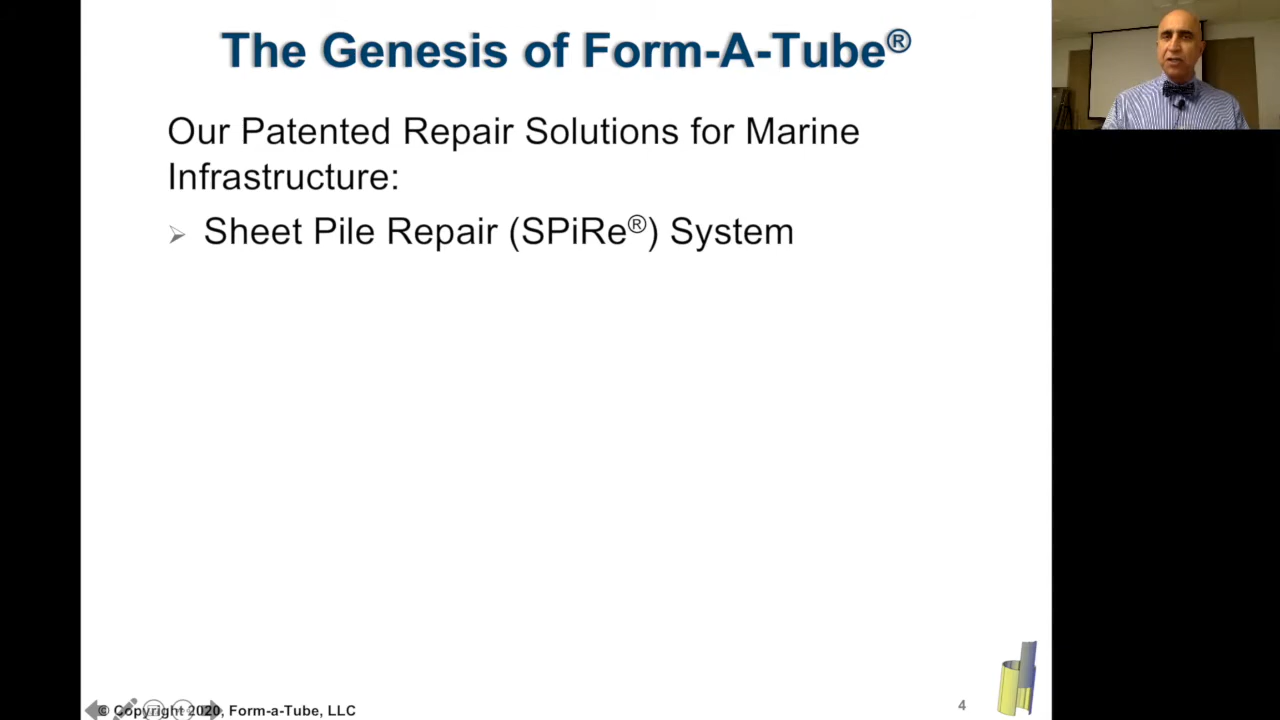 The Genesis of Form-A-Tube®
Our Patented Repair Solutions for Marine
Infrastructure:
➢ Sheet Pile Repair (SPiRe®) System
© Copyright 2020, Form-a-Tube, LLC
4